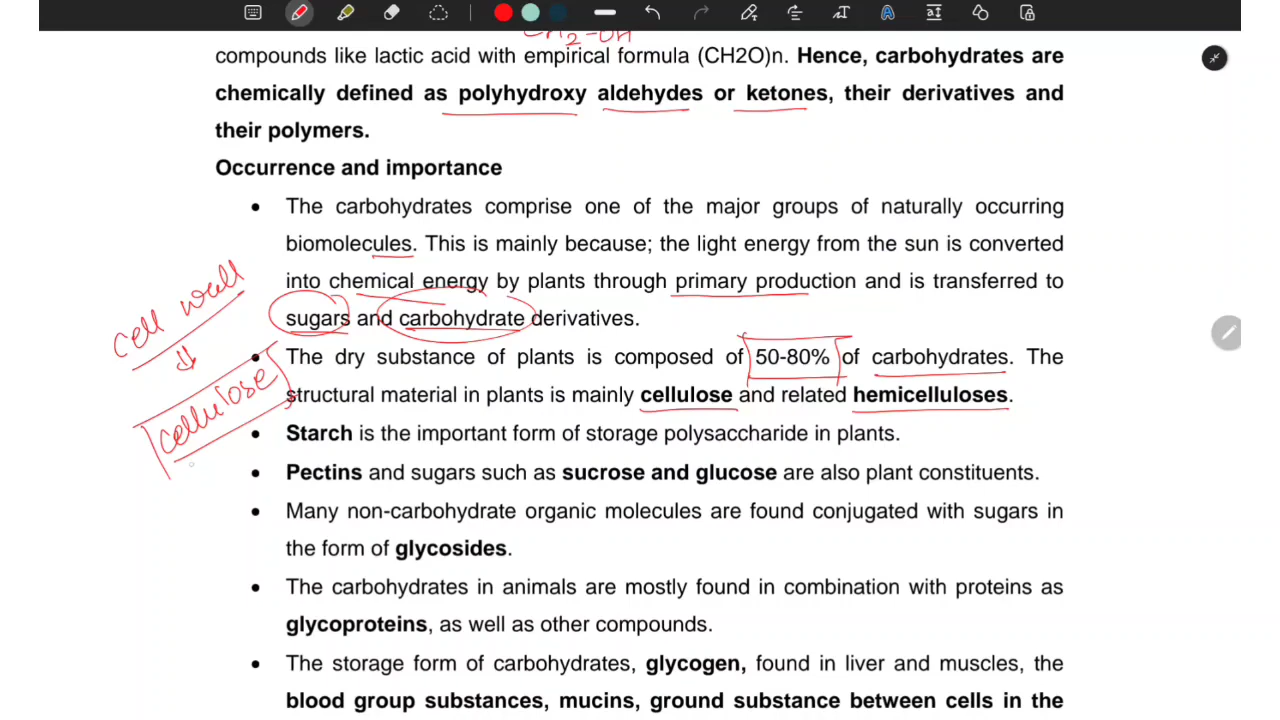 CH2-OH
compounds like lactic acid with empirical formula (CH2O)n. Hence, carbohydrates are
chemically defined as polyhydroxy aldehydes or ketones, their derivatives and
their polymers.
Occurrence and importance
• The carbohydrates comprise one of the major groups of naturally occurring
biomolecules. This is mainly because; the light energy from the sun is converted
into chemical energy by plants through primary production and is transferred to
sugars and carbohydrate derivatives.
cell wall
⇓
cellulose
• The dry substance of plants is composed of 50-80% of carbohydrates. The
structural material in plants is mainly cellulose and related hemicelluloses.
• Starch is the important form of storage polysaccharide in plants.
• Pectins and sugars such as sucrose and glucose are also plant constituents.
• Many non-carbohydrate organic molecules are found conjugated with sugars in
the form of glycosides.
• The carbohydrates in animals are mostly found in combination with proteins as
glycoproteins, as well as other compounds.
• The storage form of carbohydrates, glycogen, found in liver and muscles, the
blood group substances, mucins, ground substance between cells in the